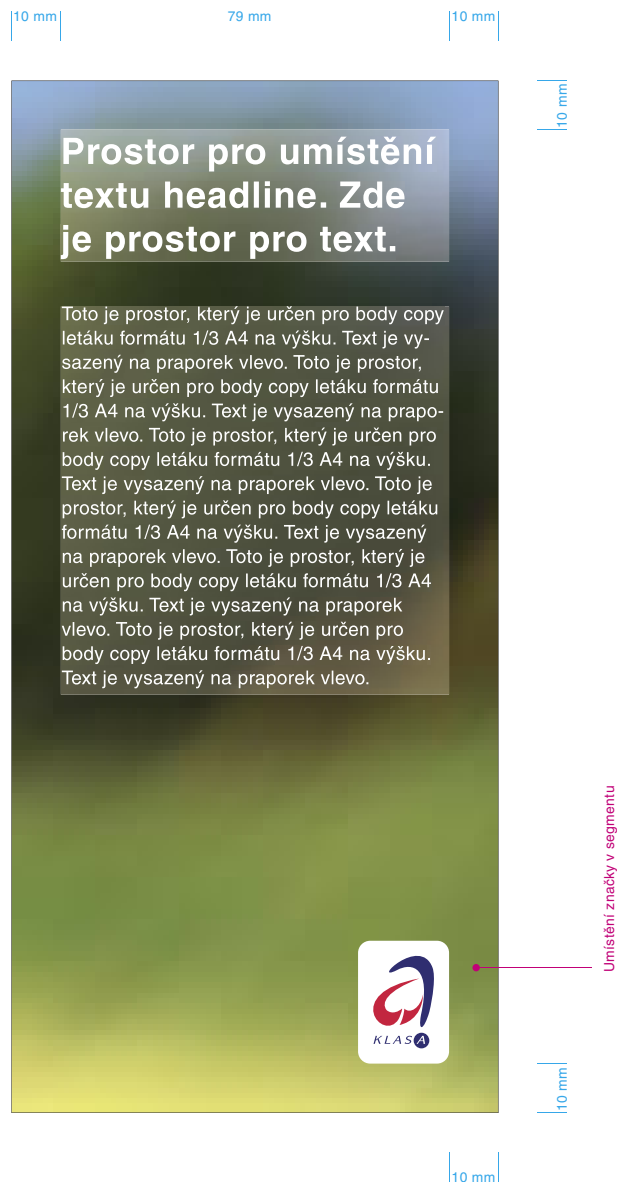 10 mm 79 mm 10 mm
10 mm
Prostor pro umístění
textu headline. Zde
je prostor pro text.
Toto je prostor, který je určen pro body copy
letáku formátu 1/3 A4 na výšku. Text je vy-
sazený na praporek vlevo. Toto je prostor,
který je určen pro body copy letáku formátu
1/3 A4 na výšku. Text je vysazený na prapo-
rek vlevo. Toto je prostor, který je určen pro
body copy letáku formátu 1/3 A4 na výšku.
Text je vysazený na praporek vlevo. Toto je
prostor, který je určen pro body copy letáku
formátu 1/3 A4 na výšku. Text je vysazený
na praporek vlevo. Toto je prostor, který je
určen pro body copy letáku formátu 1/3 A4
na výšku. Text je vysazený na praporek
vlevo. Toto je prostor, který je určen pro
body copy letáku formátu 1/3 A4 na výšku.
Text je vysazený na praporek vlevo.
Umístění značky v segmentu
KLASA
10 mm
10 mm